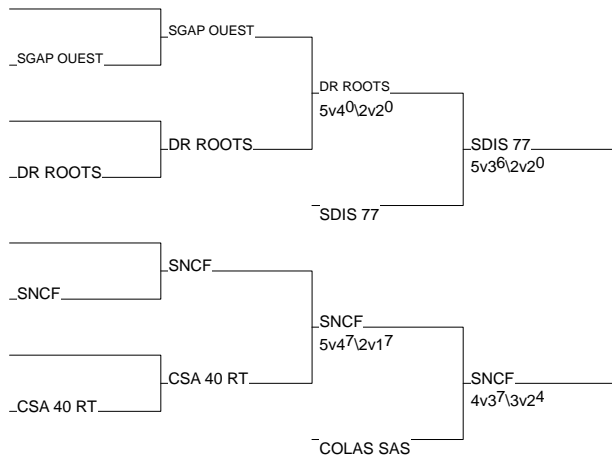 SGAP OUEST
SGAP OUEST
DR ROOTS
5v4⁰\2v2⁰
DR ROOTS
SDIS 77
5v3⁶\2v2⁰
DR ROOTS
SDIS 77
SNCF
SNCF
SNCF
5v4⁷\2v1⁷
CSA 40 RT
SNCF
4v3⁷\3v2⁴
CSA 40 RT
COLAS SAS